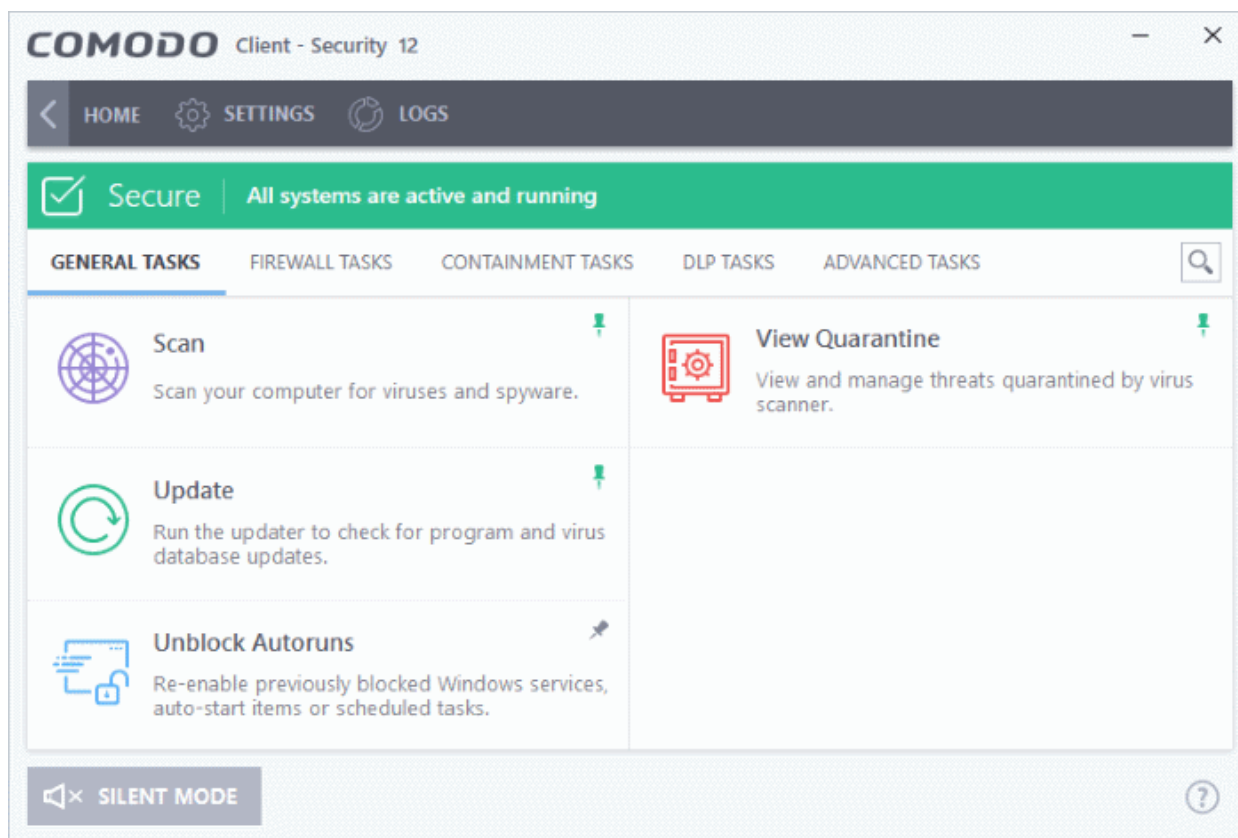 COMODO Client - Security 12
HOME SETTINGS LOGS
Secure All systems are active and running
GENERAL TASKS FIREWALL TASKS CONTAINMENT TASKS DLP TASKS ADVANCED TASKS
Scan
Scan your computer for viruses and spyware.
View Quarantine
View and manage threats quarantined by virus
scanner.
Update
Run the updater to check for program and virus
database updates.
Unblock Autoruns
Re-enable previously blocked Windows services,
auto-start items or scheduled tasks.
SILENT MODE
?